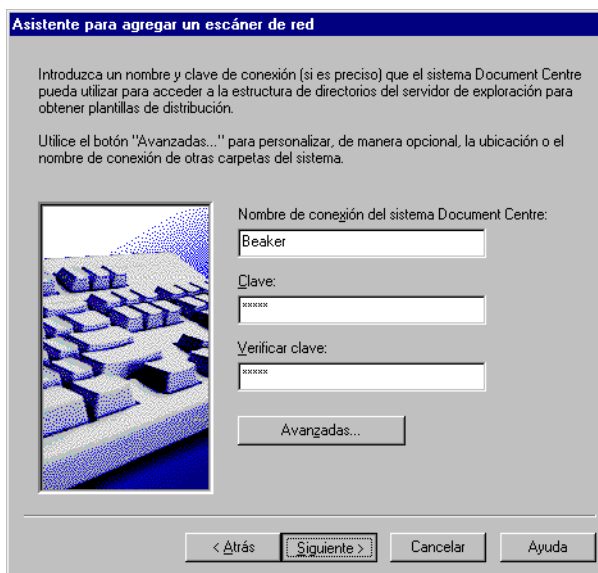 Asistente para agregar un escáner de red
Introduzca un nombre y clave de conexión (si es preciso) que el sistema Document Centre
pueda utilizar para acceder a la estructura de directorios del servidor de exploración para
obtener plantillas de distribución.
Utilice el botón "Avanzadas..." para personalizar, de manera opcional, la ubicación o el
nombre de conexión de otras carpetas del sistema.
Nombre de conexión del sistema Document Centre:
Beaker
Clave:
xxxxx
Verificar clave:
xxxxx
Avanzadas...
< Atrás
Siguiente >
Cancelar
Ayuda